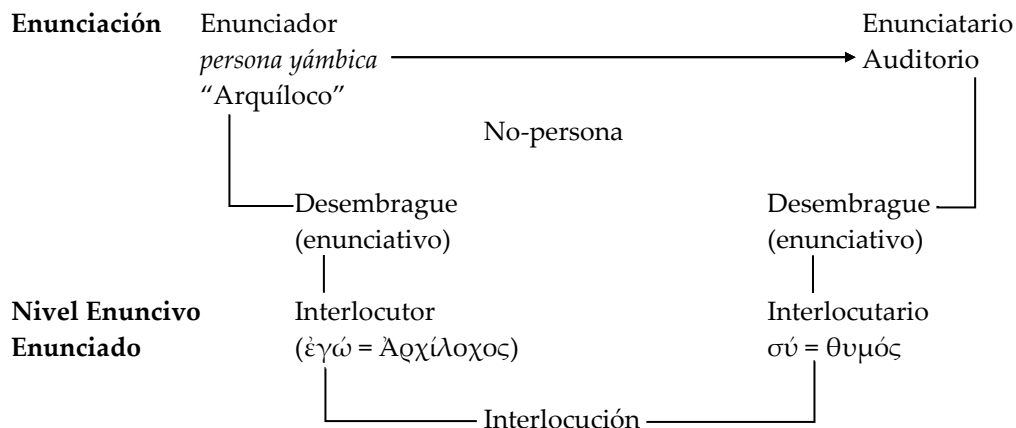 Enunciación Enunciador Enunciatario
persona yámbica Auditorio
“Arquíloco”
No-persona
Desembrague Desembrague
(enunciativo) (enunciativo)
Nivel Enuncivo Interlocutor Interlocutario
Enunciado (ἐγώ = Ἀρχίλοχος) σύ = θυμός
Interlocución